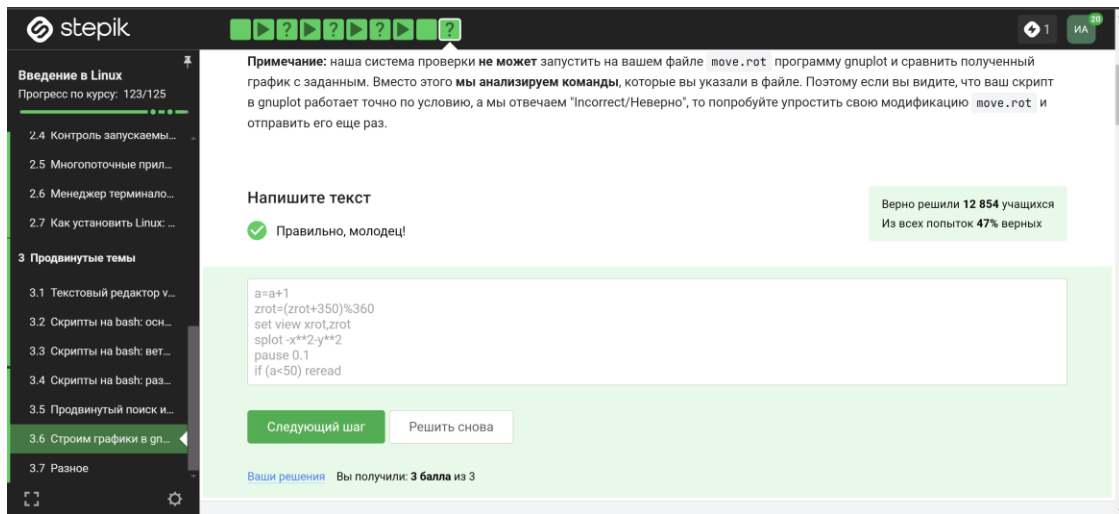 stepik
1
ИА
20
Введение в Linux
Прогресс по курсу: 123/125
2.4 Контроль запускаемы...
2.5 Многопоточные прил...
2.6 Менеджер терминало...
2.7 Как установить Linux: ...
3 Продвинутые темы
3.1 Текстовый редактор v...
3.2 Скрипты на bash: осн...
3.3 Скрипты на bash: вет...
3.4 Скрипты на bash: раз...
3.5 Продвинутый поиск и...
3.6 Строим графики в gn...
3.7 Разное
Примечание: наша система проверки не может запустить на вашем файле move.rot программу gnuplot и сравнить полученный
график с заданным. Вместо этого мы анализируем команды, которые вы указали в файле. Поэтому если вы видите, что ваш скрипт
в gnuplot работает точно по условию, а мы отвечаем "Incorrect/Неверно", то попробуйте упростить свою модификацию move.rot и
отправить его еще раз.
Напишите текст
Правильно, молодец!
Верно решили 12 854 учащихся
Из всех попыток 47% верных
a=a+1
zrot=(zrot+350)%360
set view xrot,zrot
splot -x**2-y**2
pause 0.1
if (a<50) reread
Следующий шаг
Решить снова
Ваши решения Вы получили: 3 балла из 3